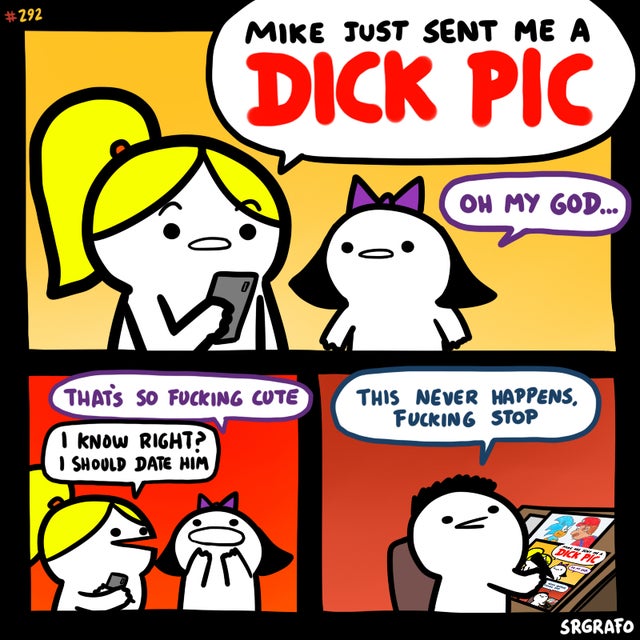 #292
MIKE JUST SENT ME A
DICK PIC
OH MY GOD...
THAT'S SO FUCKING CUTE
I KNOW RIGHT?
I SHOULD DATE HIM
THIS NEVER HAPPENS.
FUCKING STOP
DICK PIC
SRGRAFO